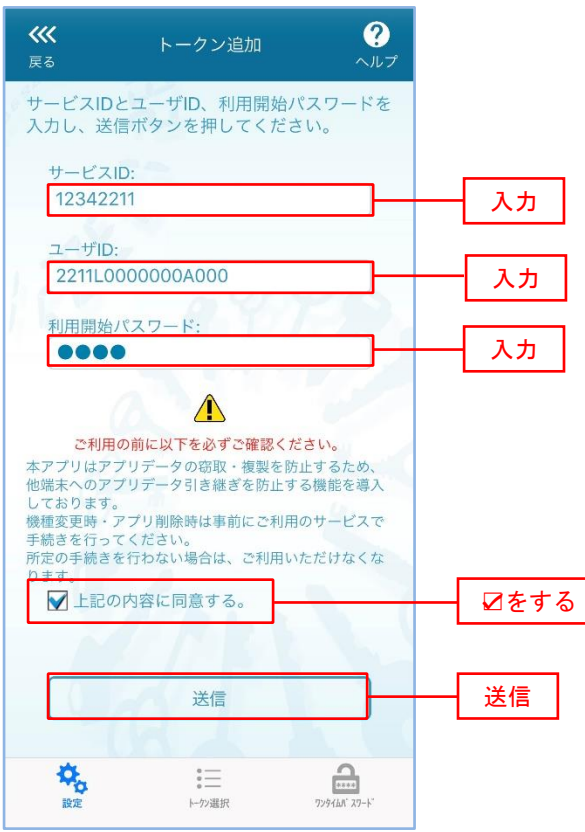 戻る
トークン追加
?
ヘルプ
サービスIDとユーザID、利用開始パスワードを
入力し、送信ボタンを押してください。
サービスID:
12342211
入力
ユーザID:
2211L0000000A000
入力
利用開始パスワード:
●●●●
入力
ご利用の前に以下を必ずご確認ください。
本アプリはアプリデータの窃取・複製を防止するため、
他端末へのアプリデータ引き継ぎを防止する機能を導入
しております。
機種変更時・アプリ削除時は事前にご利用のサービスで
手続きを行ってください。
所定の手続きを行わない場合は、ご利用いただけなくな
ります。
上記の内容に同意する。
☑をする
送信
送信
設定
ﾄｰｸﾝ選択
ﾜﾝﾀｲﾑﾊﾟｽﾜｰﾄﾞ